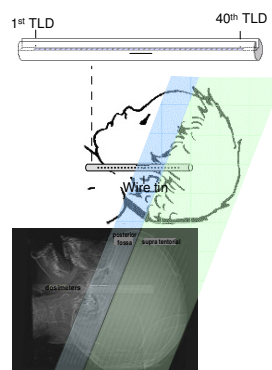 1st TLD
40th TLD
Wire tin
posterior
fossa
supra tentorial
dosimeters